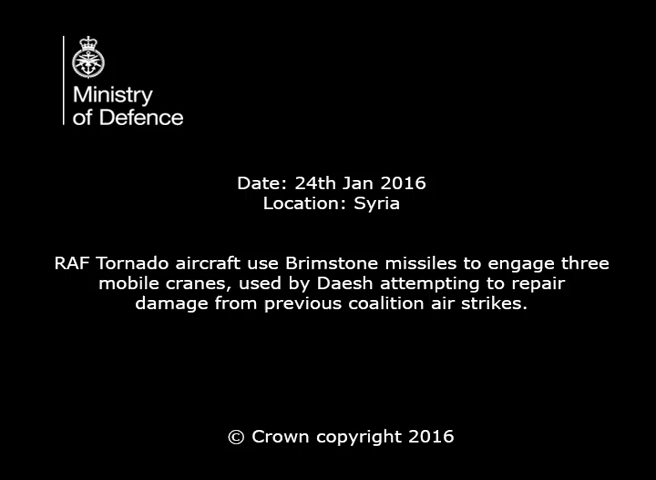 Ministry
of Defence
Date: 24th Jan 2016
Location: Syria
RAF Tornado aircraft use Brimstone missiles to engage three
mobile cranes, used by Daesh attempting to repair
damage from previous coalition air strikes.
© Crown copyright 2016